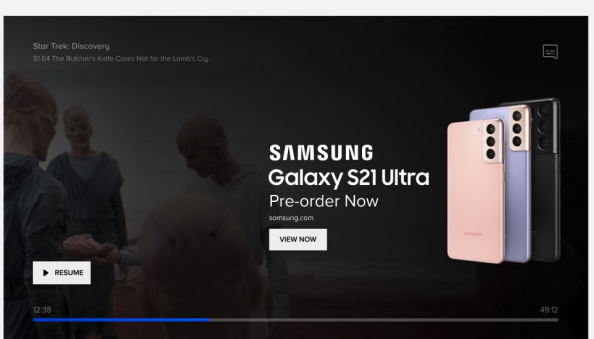 Star Trek: Discovery
S1 E4 The Butcher's Knife Cares Not for the Lamb's Cry
SAMSUNG
Galaxy S21 Ultra
Pre-order Now
samsung.com
VIEW NOW
RESUME
12:38
49:12